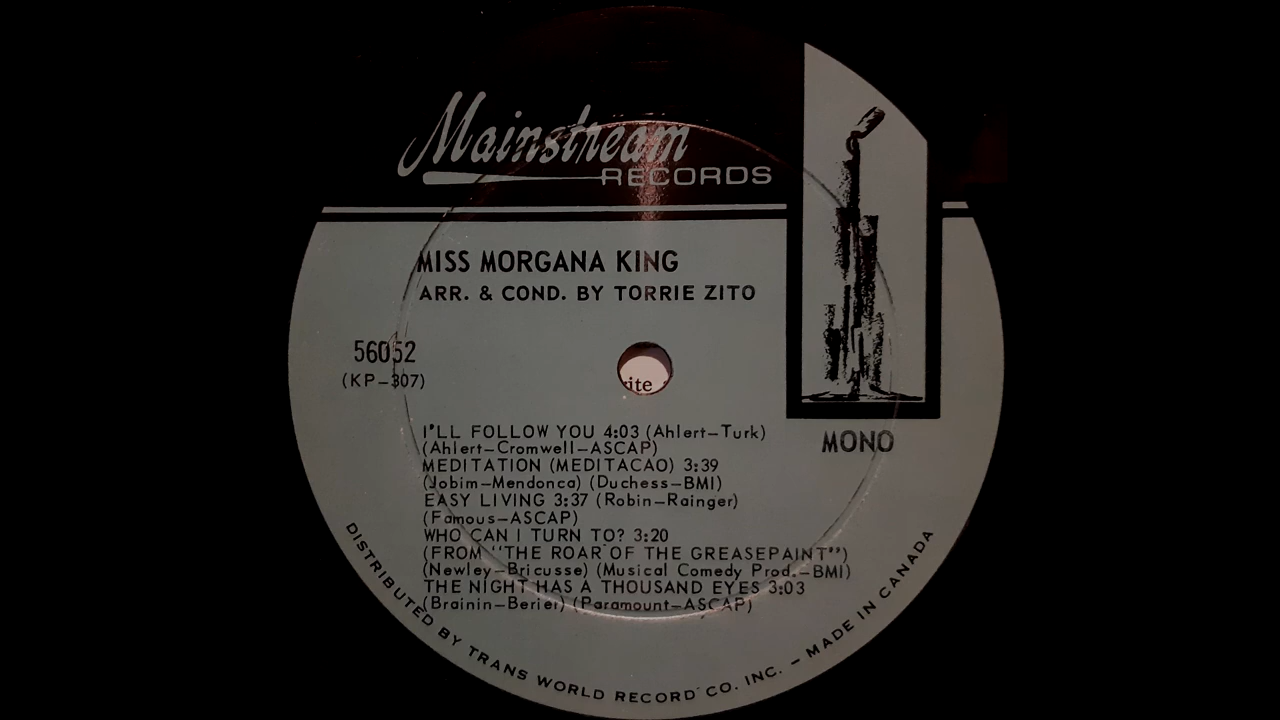 Mainstream
RECORDS
MISS MORGANA KING
ARR. & COND. BY TORRIE ZITO
56052
(KP-307)
ite
I'LL FOLLOW YOU 4:03 (Ahlert-Turk)
(Ahlert-Cromwell-ASCAP)
MEDITATION (MEDITACAO) 3:39
(Jobim-Mendonca) (Duchess-BMI)
EASY LIVING 3:37 (Robin-Rainger)
(Famous-ASCAP)
WHO CAN I TURN TO? 3:20
(FROM "THE ROAR OF THE GREASEPAINT")
(Newley-Bricusse) (Musical Comedy Prod.-BMI)
THE NIGHT HAS A THOUSAND EYES 3:03
(Brainin-Berier) (Paramount-ASCAP)
MONO
DISTRIBUTED BY TRANS WORLD RECORD CO. INC. - MADE IN CANADA